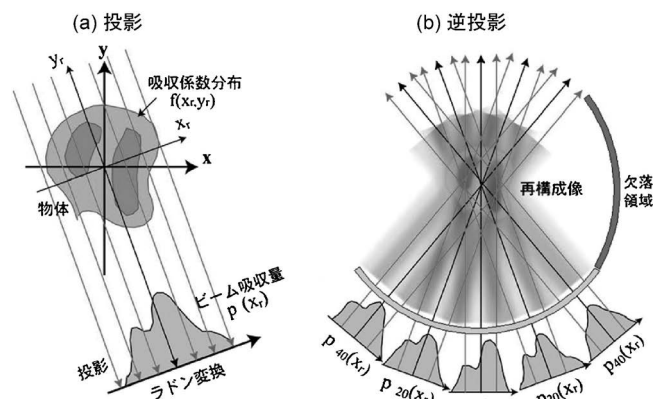 (a) 投影
yr
y
吸収係数分布
f(xr,yr)
xr
x
物体
ビーム吸収量
p (xr)
投影
ラドン変換
(b) 逆投影
再構成像
欠落
領域
p 40(xr)
p 20(xr)
p20(xr)
p40(xr)